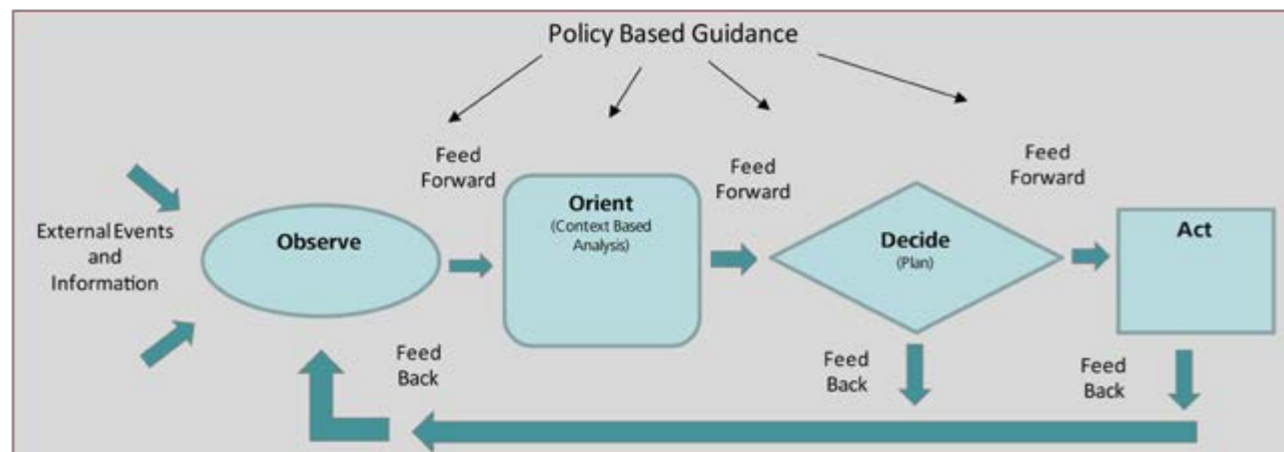 Policy Based Guidance
Feed
Forward
Feed
Forward
Feed
Forward
External Events
and
Information
Observe
Orient
(Context Based
Analysis)
Decide
(Plan)
Act
Feed
Back
Feed
Back
Feed
Back